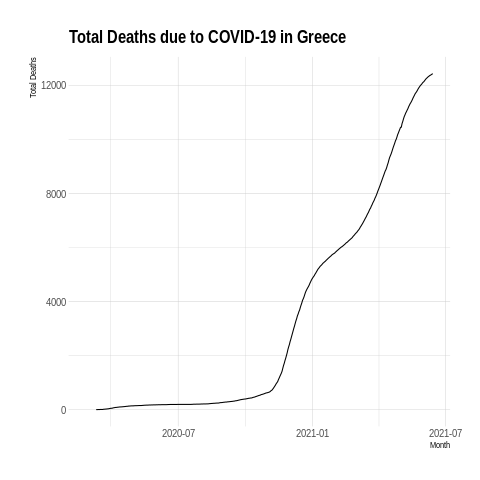 Total Deaths due to COVID-19 in Greece
Total Deaths
12000
8000
4000
0
2020-07 2021-01 2021-07
Month